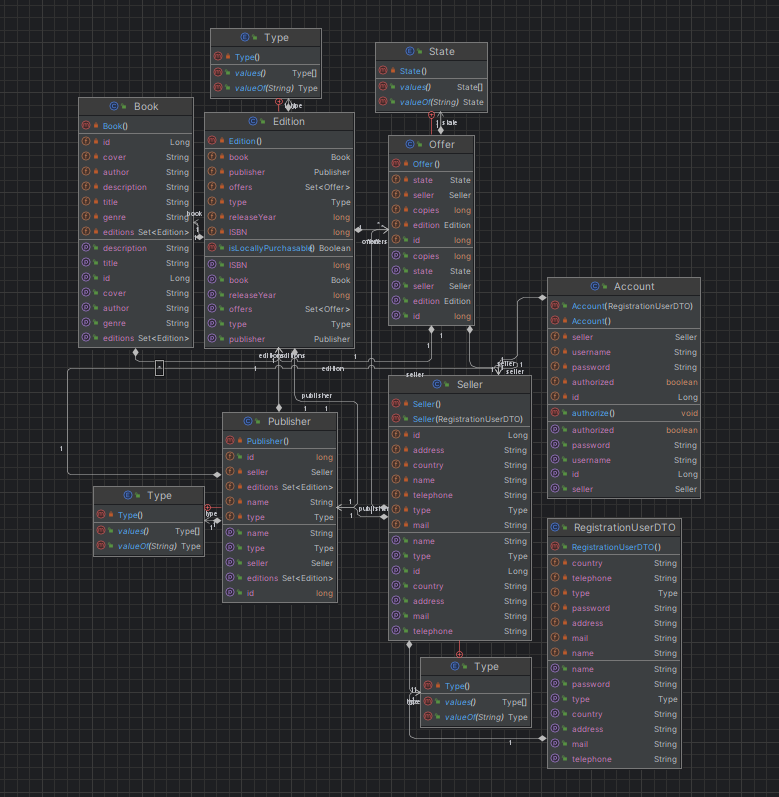 Type
Type()
values() Type[]
valueOf(String) Type
State
State()
values() State[]
valueOf(String) State
state
Book
Book()
id Long
cover String
author String
description String
title String
genre String
editions Set<Edition>
description String
title String
id Long
cover String
author String
genre String
editions Set<Edition>
book
Edition
Edition()
book Book
publisher Publisher
offers Set<Offer>
type Type
releaseYear long
ISBN long
isLocallyPurchasable() Boolean
ISBN long
book Book
releaseYear long
offers Set<Offer>
type Type
publisher Publisher
Offer
Offer()
state State
seller Seller
copies long
edition Edition
id long
copies long
state State
seller Seller
edition Edition
id long
Account
Account(RegistrationUserDTO)
Account()
seller Seller
username String
password String
authorized boolean
id Long
authorize() void
authorized boolean
password String
username String
id Long
seller Seller
1
1
1
*
1
edition
seller
seller
publisher
1
1
1
Seller
Seller()
Seller(RegistrationUserDTO)
id Long
address String
country String
name String
telephone String
type Type
mail String
name String
type Type
id Long
country String
address String
mail String
telephone String
Publisher
Publisher()
id long
seller Seller
editions Set<Edition>
name String
type Type
name String
type Type
seller Seller
editions Set<Edition>
id long
1
1
Type
Type()
values() Type[]
valueOf(String) Type
type
RegistrationUserDTO
RegistrationUserDTO()
country String
telephone String
type Type
password String
address String
mail String
name String
name String
password String
type Type
country String
address String
mail String
telephone String
Type
Type()
values() Type[]
valueOf(String) Type
1